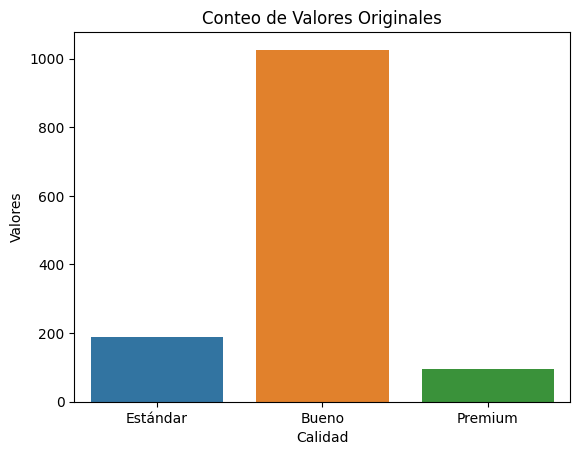 Conteo de Valores Originales
1000
800
600
400
200
0
Valores
Estándar Bueno Premium
Calidad